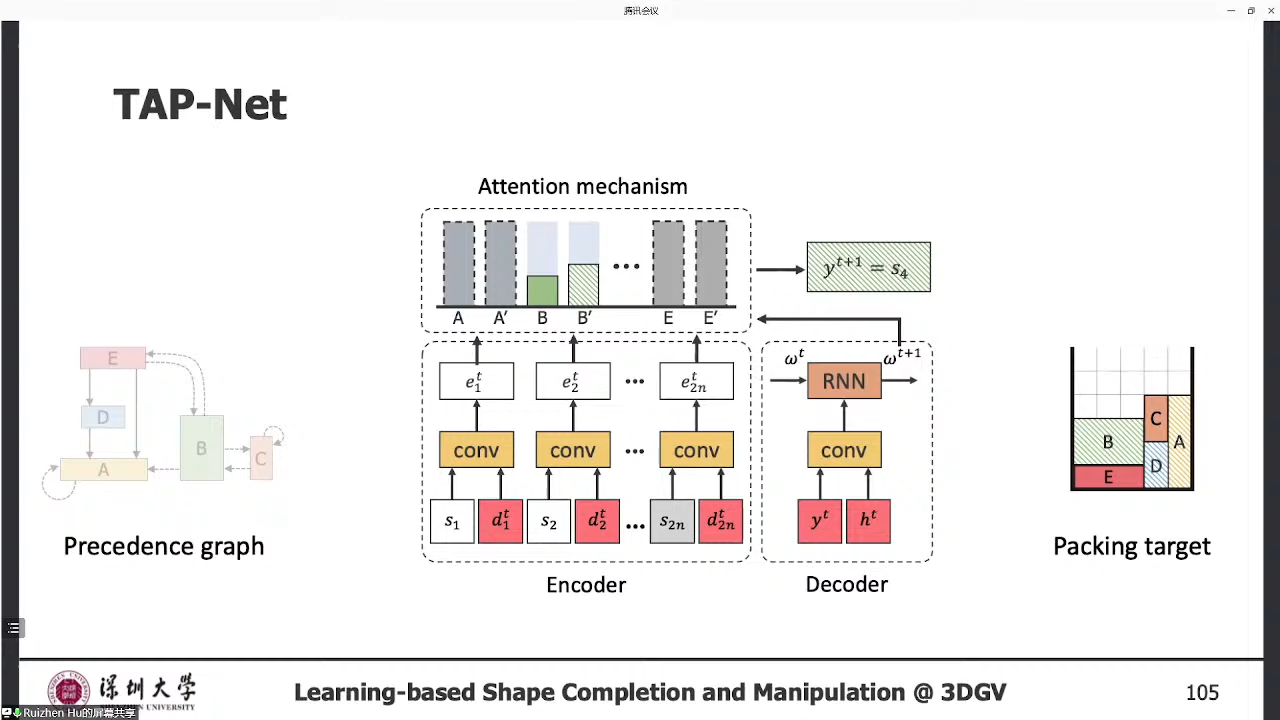 腾讯会议
TAP-Net
Attention mechanism
A A′ B B′ ... E E′
y^{t+1} = s_4
ω^t ω^{t+1}
e_1^t e_2^t ... e_{2n}^t RNN
conv conv ... conv conv
s_1 d_1^t s_2 d_2^t ... s_{2n} d_{2n}^t y^t h^t
Encoder
Decoder
E
D
B
C
A
Precedence graph
C
B
A
D
E
Packing target
深圳大学
SHENZHEN UNIVERSITY
Learning-based Shape Completion and Manipulation @ 3DGV
105
Ruizhen Hu的屏幕共享